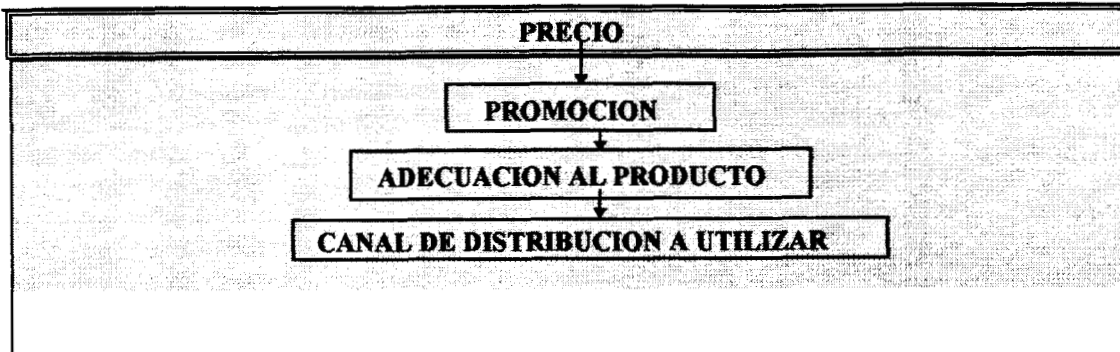 PRECIO
PROMOCION
ADECUACION AL PRODUCTO
CANAL DE DISTRIBUCION A UTILIZAR